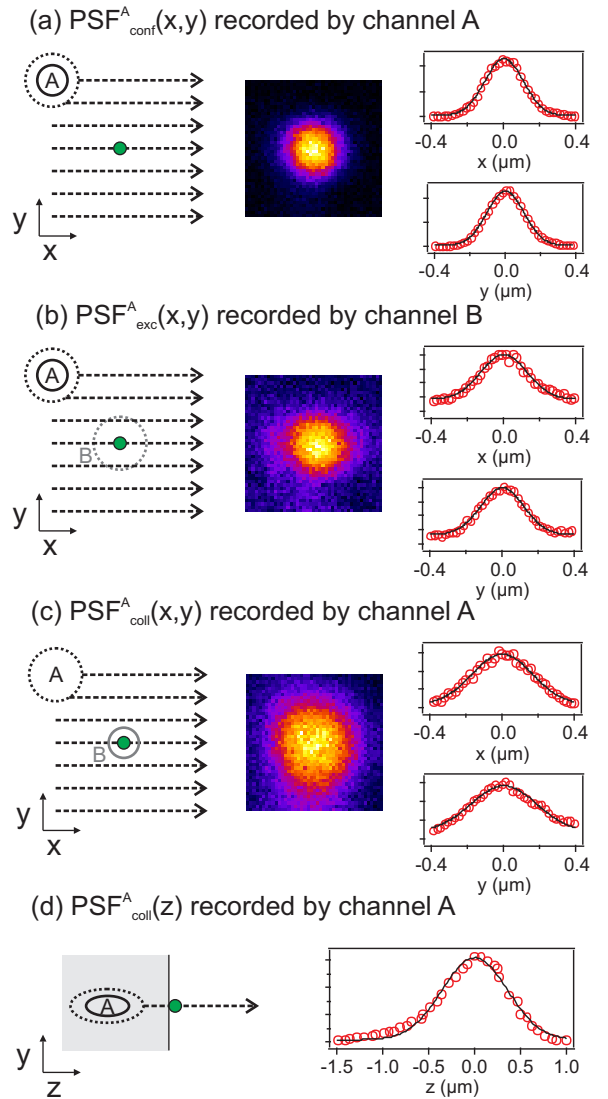 (a) PSF^A_conf(x,y) recorded by channel A
A
y
x
-0.4 0.0 0.4
x (µm)
-0.4 0.0 0.4
y (µm)
(b) PSF^A_exc(x,y) recorded by channel B
A
B
y
x
-0.4 0.0 0.4
x (µm)
-0.4 0.0 0.4
y (µm)
(c) PSF^A_coll(x,y) recorded by channel A
A
B
y
x
-0.4 0.0 0.4
x (µm)
-0.4 0.0 0.4
y (µm)
(d) PSF^A_coll(z) recorded by channel A
A
y
z
-1.5 -1.0 -0.5 0.0 0.5 1.0
z (µm)